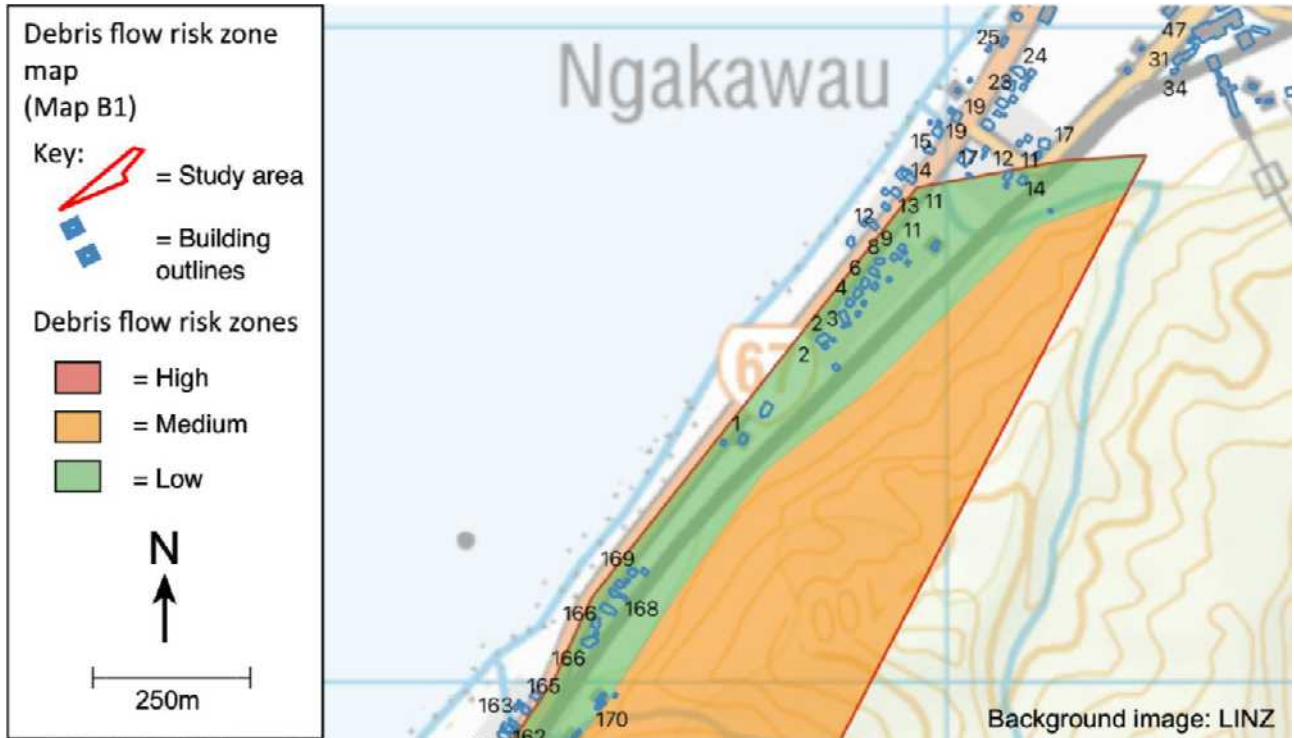 Debris flow risk zone
map
(Map B1)
Key:
= Study area
= Building
outlines
Debris flow risk zones
= High
= Medium
= Low
N
250m
Ngakawau
47
25
24
31
23
34
19
19
15
17
17
12
11
14
14
13
11
12
9
11
8
6
4
3
2
2
67
1
169
168
166
100
166
165
163
170
162
Background image: LINZ